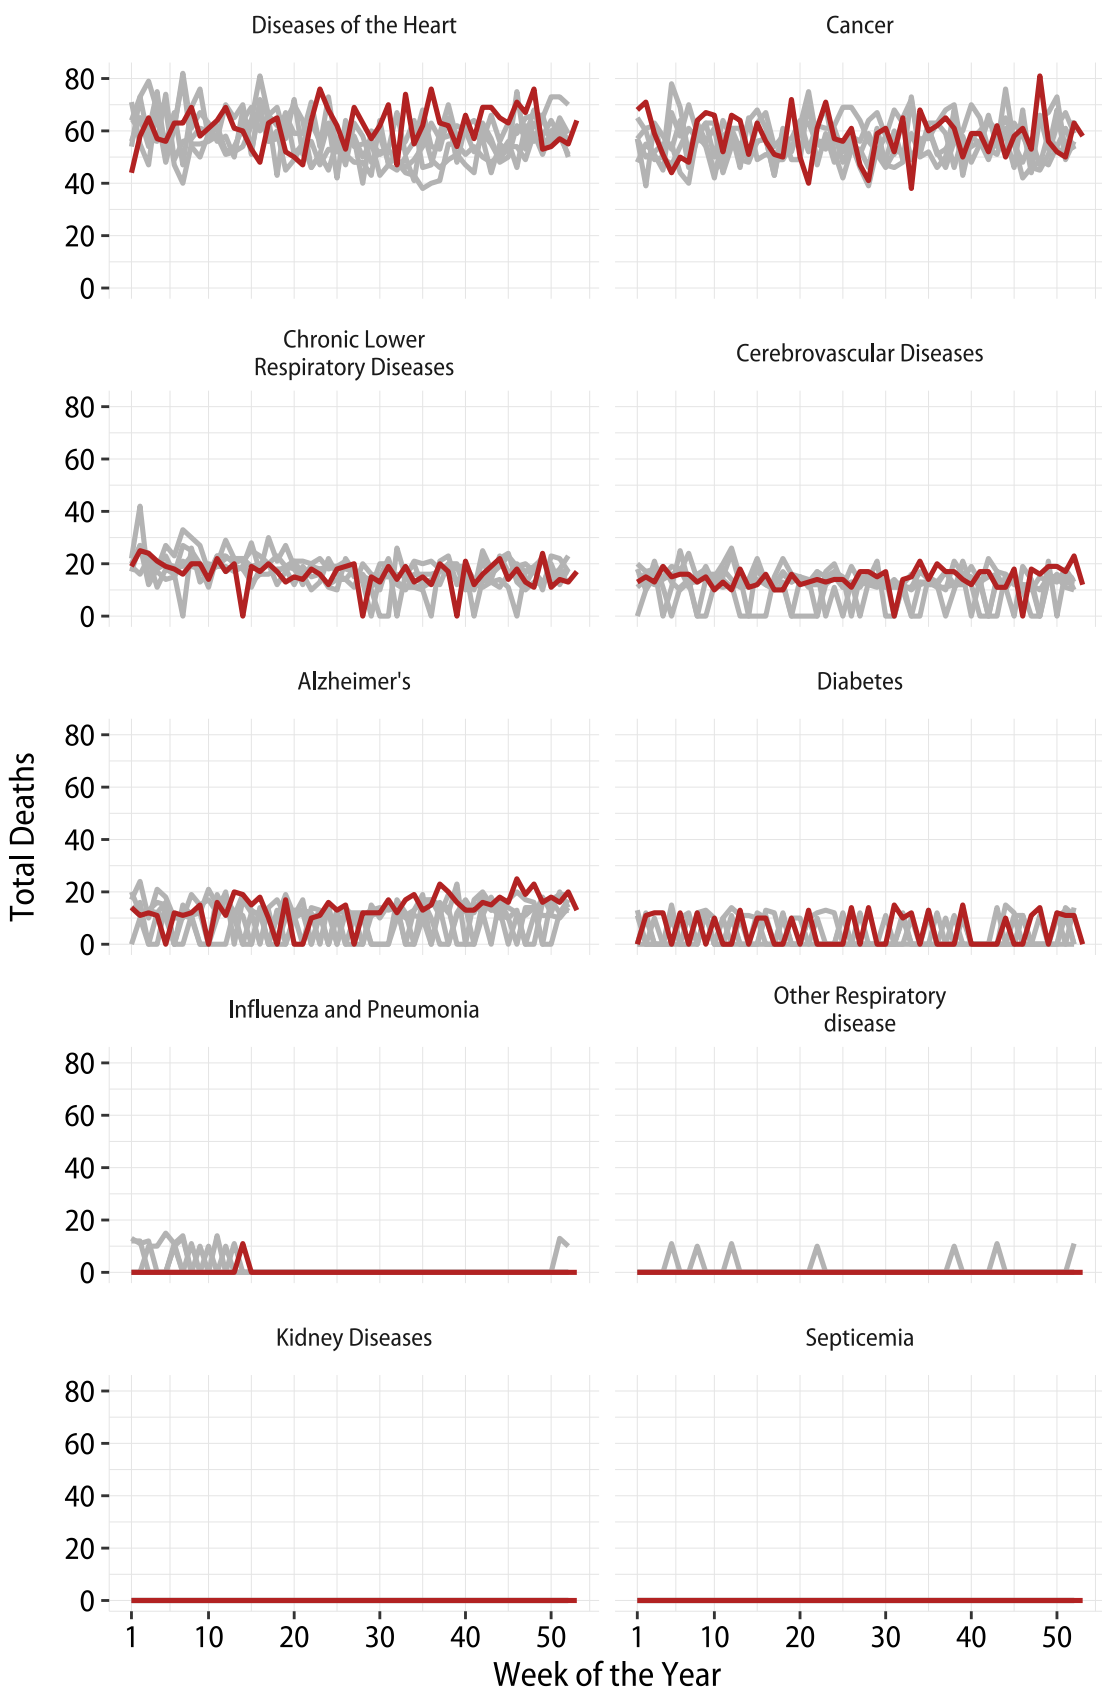 Diseases of the Heart
Cancer
80
60
40
20
0
Chronic Lower
Respiratory Diseases
Cerebrovascular Diseases
80
60
40
20
0
Alzheimer's
Diabetes
80
60
40
20
0
Total Deaths
Influenza and Pneumonia
Other Respiratory
disease
80
60
40
20
0
Kidney Diseases
Septicemia
80
60
40
20
0
1 10 20 30 40 50
1 10 20 30 40 50
Week of the Year